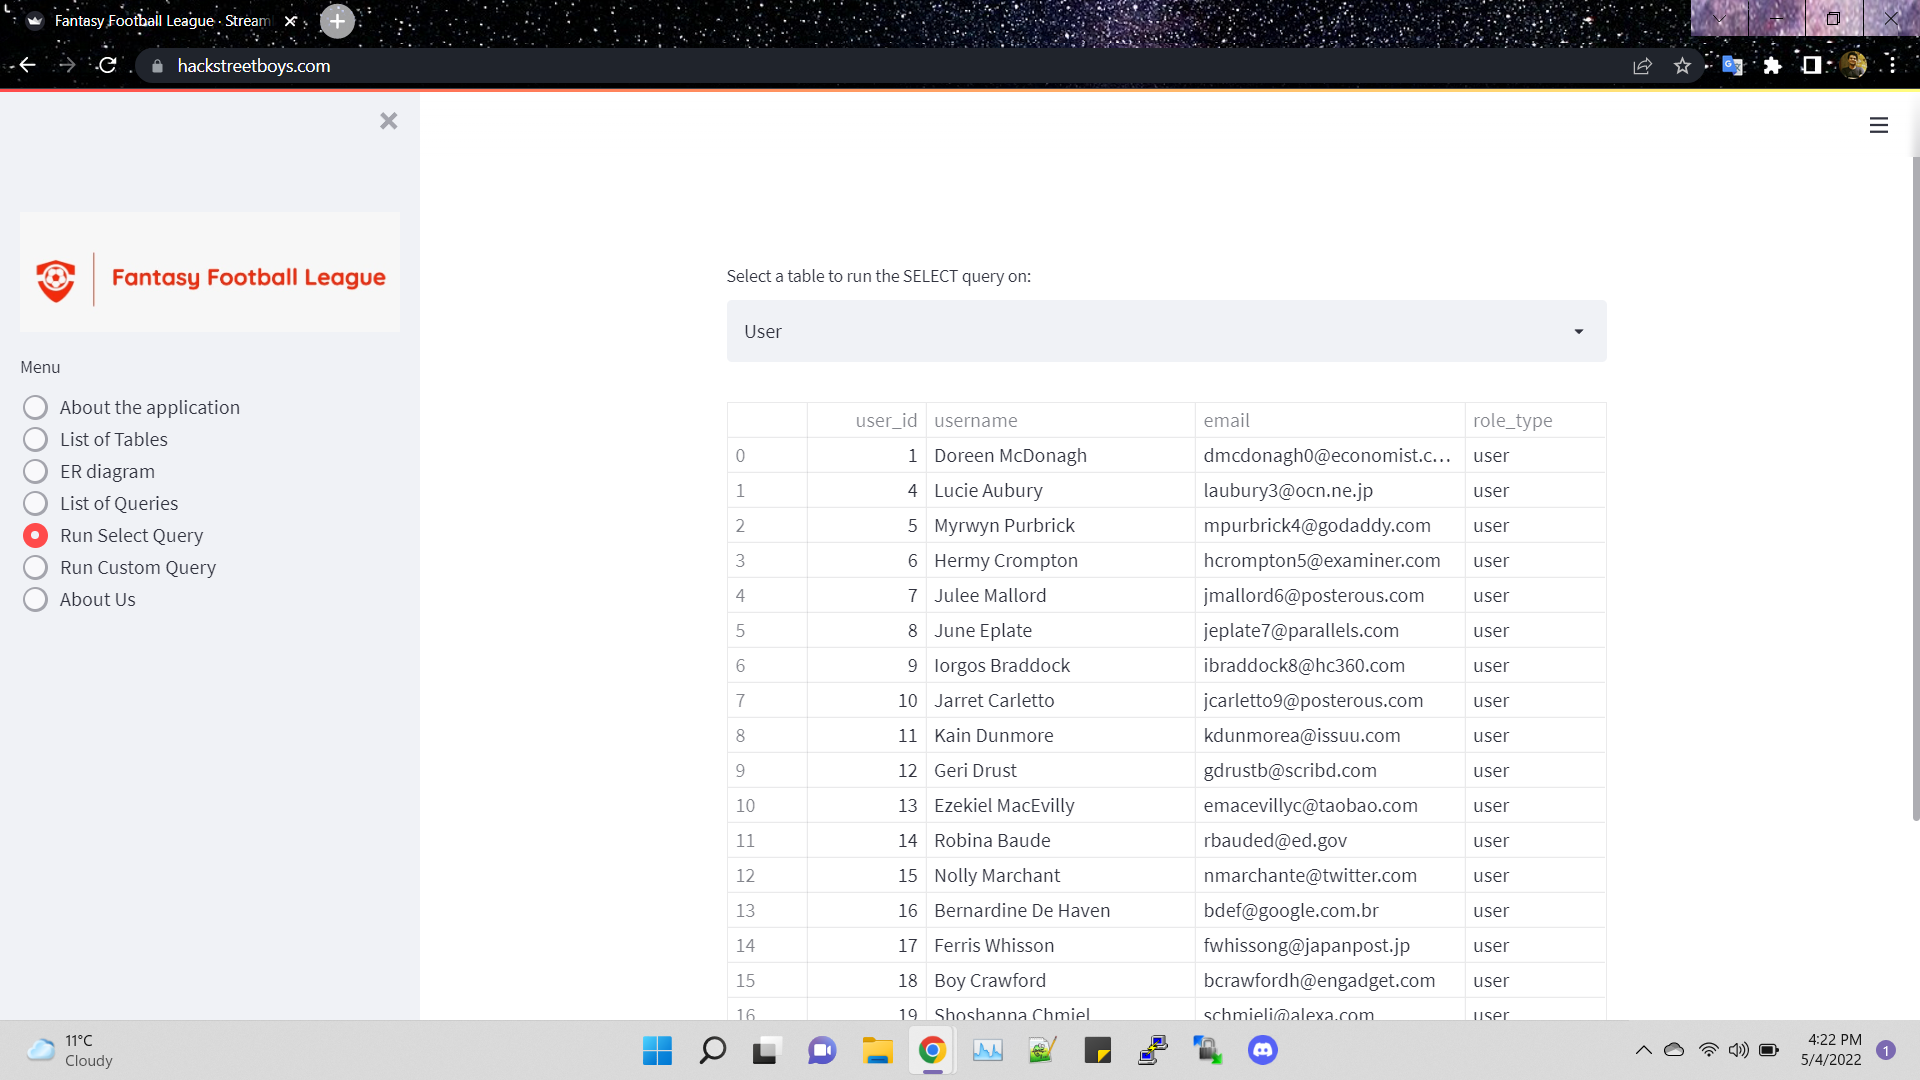 Fantasy Football League · Stream
hackstreetboys.com
Fantasy Football League
Menu
About the application
List of Tables
ER diagram
List of Queries
Run Select Query
Run Custom Query
About Us
Select a table to run the SELECT query on:
User
user_id username email role_type
0 1 Doreen McDonagh dmcdonagh0@economist.c... user
1 4 Lucie Aubury laubury3@ocn.ne.jp user
2 5 Myrwyn Purbrick mpurbrick4@godaddy.com user
3 6 Hermy Crompton hcrompton5@examiner.com user
4 7 Julee Mallord jmallord6@posterous.com user
5 8 June Eplate jeplate7@parallels.com user
6 9 Iorgos Braddock ibraddock8@hc360.com user
7 10 Jarret Carletto jcarletto9@posterous.com user
8 11 Kain Dunmore kdunmorea@issuu.com user
9 12 Geri Drust gdrustb@scribd.com user
10 13 Ezekiel MacEvilly emacevillyc@taobao.com user
11 14 Robina Baude rbauded@ed.gov user
12 15 Nolly Marchant nmarchante@twitter.com user
13 16 Bernardine De Haven bdef@google.com.br user
14 17 Ferris Whisson fwhissong@japanpost.jp user
15 18 Boy Crawford bcrawfordh@engadget.com user
16 19 Shoshanna Chmiel schmieli@alexa.com user
11°C
Cloudy
4:22 PM
5/4/2022
1